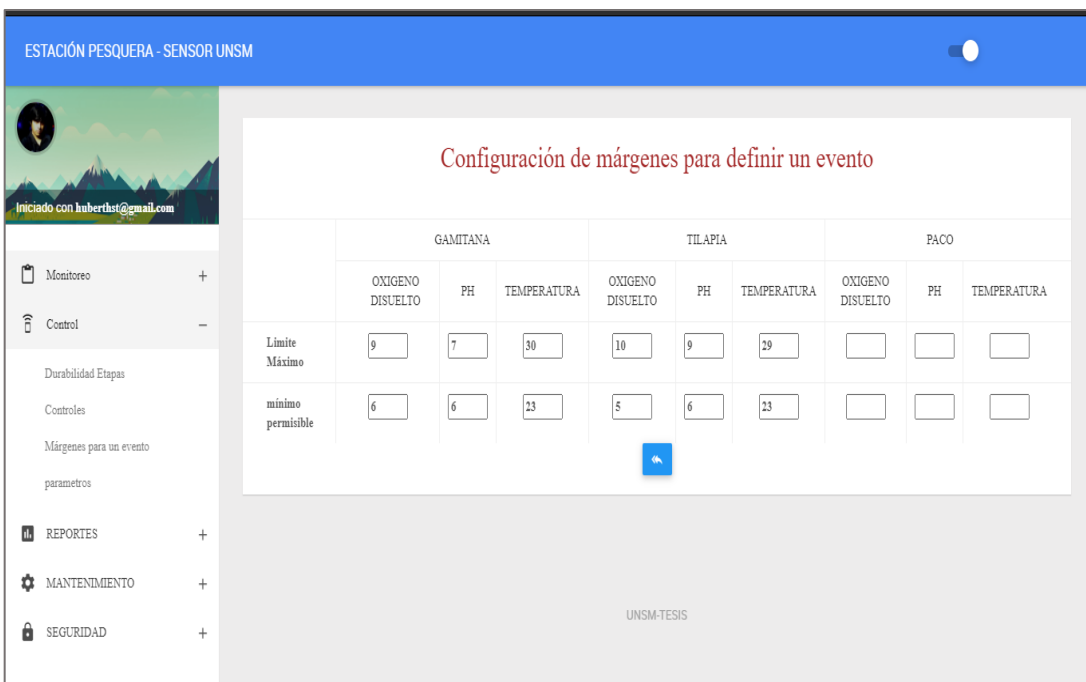 ESTACIÓN PESQUERA - SENSOR UNSM
Iniciado con huberthst@gmail.com
Monitoreo +
Control −
Durabilidad Etapas
Controles
Márgenes para un evento
parametros
REPORTES +
MANTENIMIENTO +
SEGURIDAD +
Configuración de márgenes para definir un evento
GAMITANA TILAPIA PACO
OXIGENO DISUELTO PH TEMPERATURA OXIGENO DISUELTO PH TEMPERATURA OXIGENO DISUELTO PH TEMPERATURA
Limite Máximo 9 7 30 10 9 29
mínimo permisible 6 6 23 5 6 23
UNSM-TESIS